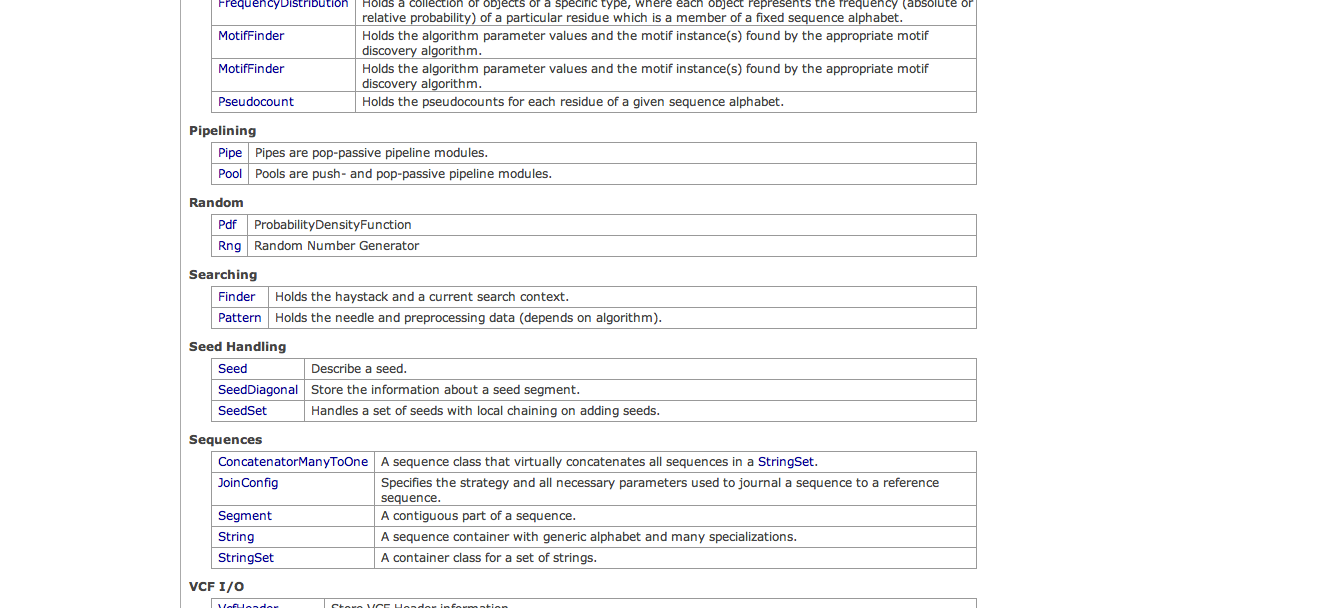 FrequencyDistribution Holds a collection of objects of a specific type, where each object represents the frequency (absolute or
relative probability) of a particular residue which is a member of a fixed sequence alphabet.
MotifFinder Holds the algorithm parameter values and the motif instance(s) found by the appropriate motif
discovery algorithm.
MotifFinder Holds the algorithm parameter values and the motif instance(s) found by the appropriate motif
discovery algorithm.
Pseudocount Holds the pseudocounts for each residue of a given sequence alphabet.
Pipelining
Pipe Pipes are pop-passive pipeline modules.
Pool Pools are push- and pop-passive pipeline modules.
Random
Pdf ProbabilityDensityFunction
Rng Random Number Generator
Searching
Finder Holds the haystack and a current search context.
Pattern Holds the needle and preprocessing data (depends on algorithm).
Seed Handling
Seed Describe a seed.
SeedDiagonal Store the information about a seed segment.
SeedSet Handles a set of seeds with local chaining on adding seeds.
Sequences
ConcatenatorManyToOne A sequence class that virtually concatenates all sequences in a StringSet.
JoinConfig Specifies the strategy and all necessary parameters used to journal a sequence to a reference
sequence.
Segment A contiguous part of a sequence.
String A sequence container with generic alphabet and many specializations.
StringSet A container class for a set of strings.
VCF I/O
VcfHeader Store VCF Header information.